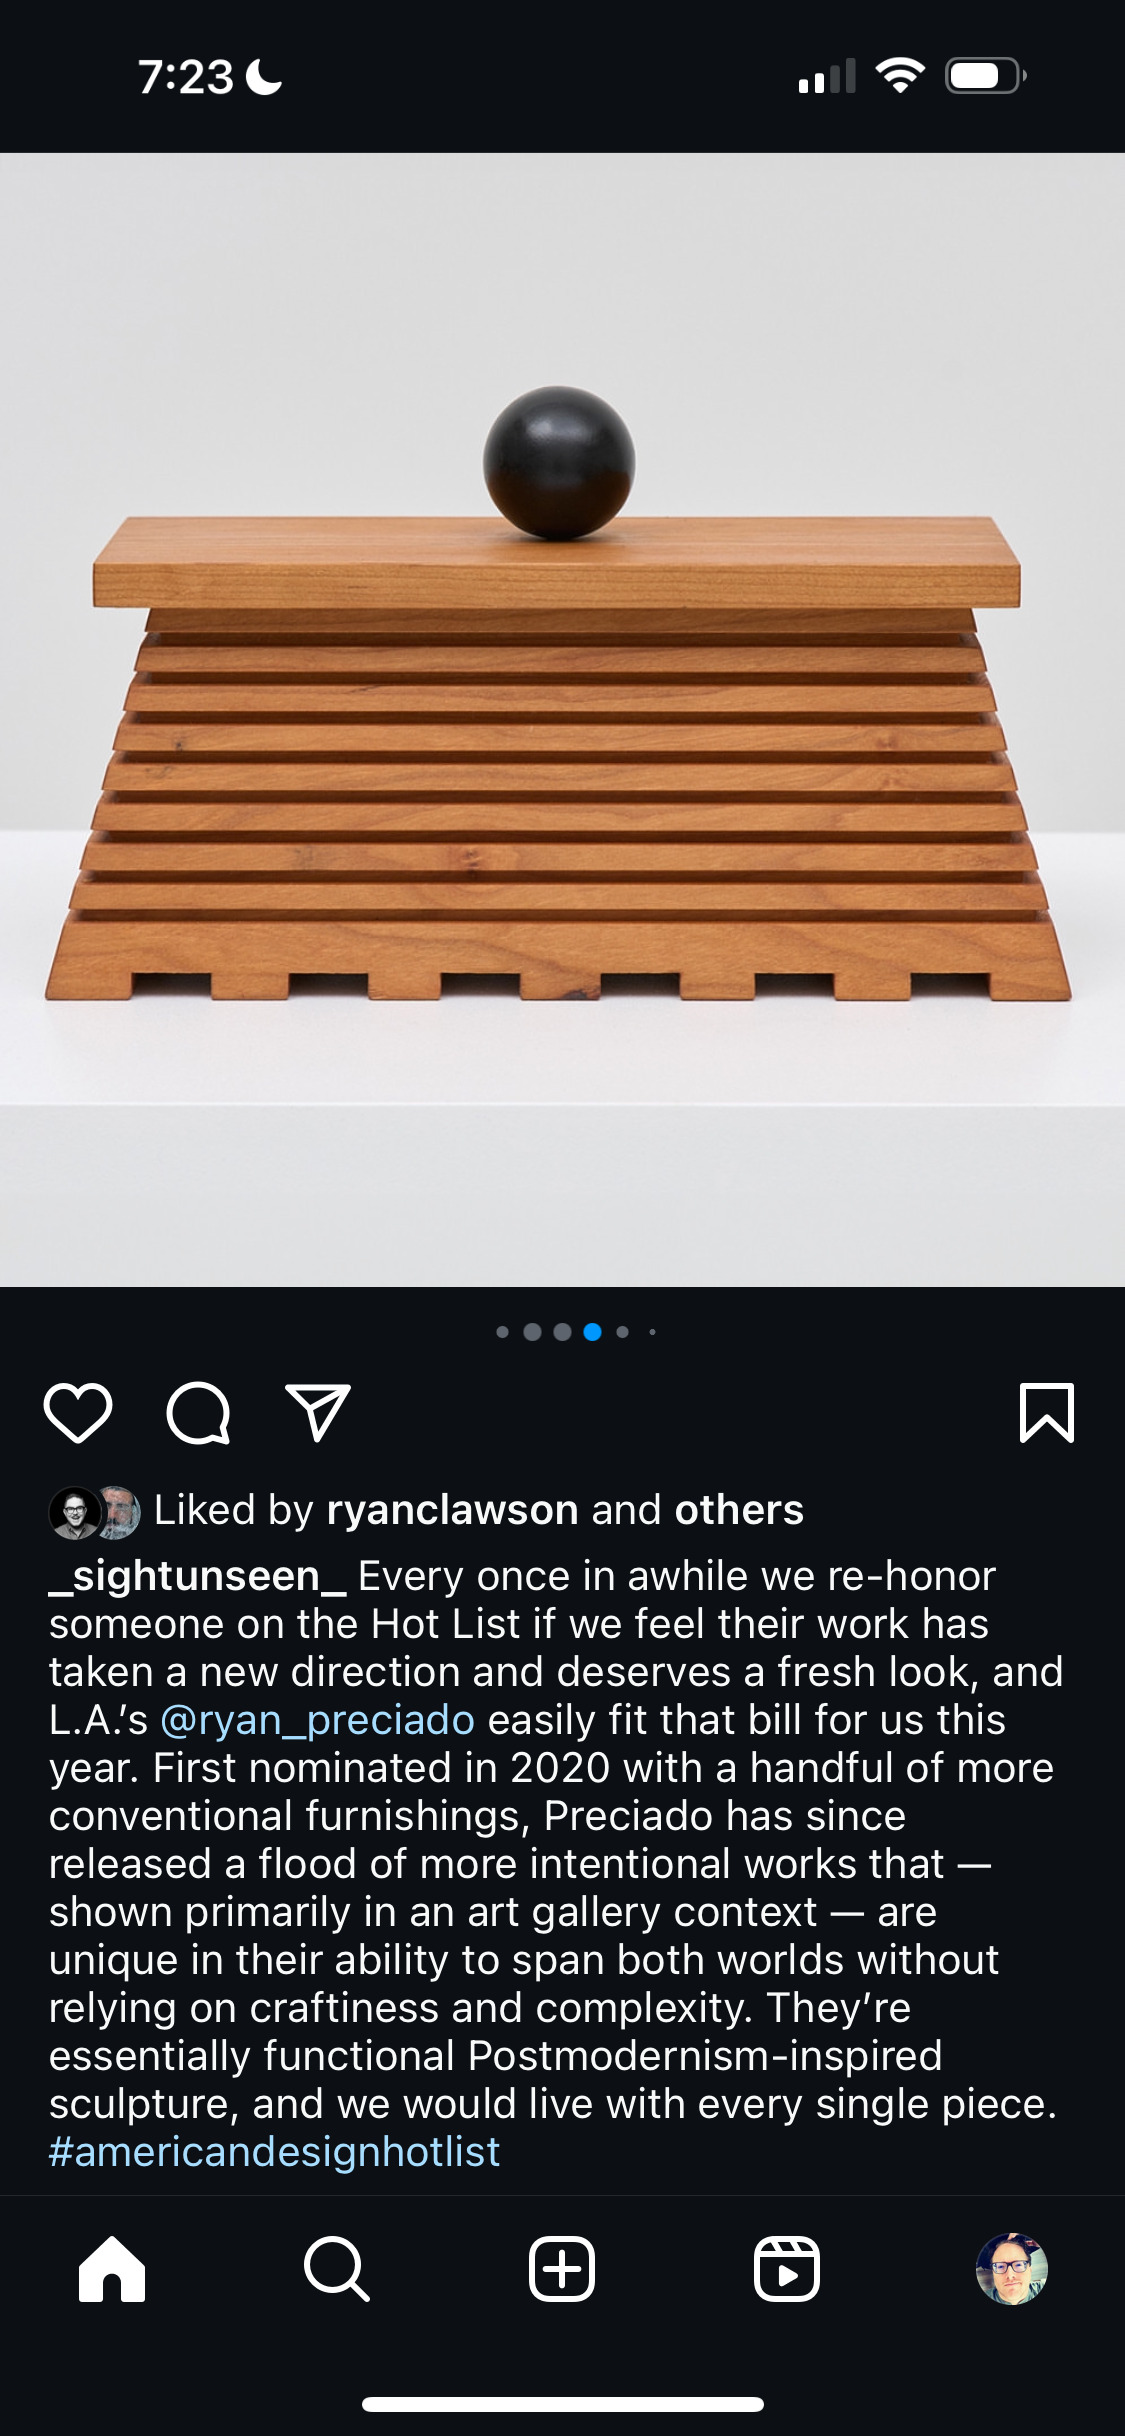 7:23
Liked by ryanclawson and others
_sightunseen_ Every once in awhile we re-honor
someone on the Hot List if we feel their work has
taken a new direction and deserves a fresh look, and
L.A.’s @ryan_preciado easily fit that bill for us this
year. First nominated in 2020 with a handful of more
conventional furnishings, Preciado has since
released a flood of more intentional works that —
shown primarily in an art gallery context — are
unique in their ability to span both worlds without
relying on craftiness and complexity. They’re
essentially functional Postmodernism-inspired
sculpture, and we would live with every single piece.
#americandesignhotlist